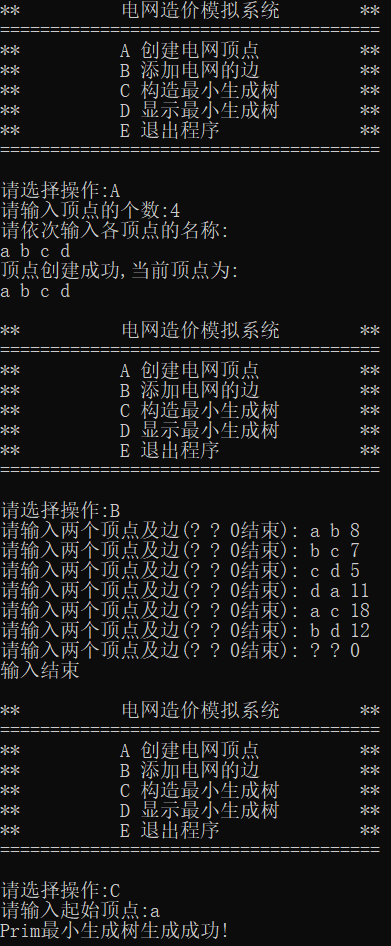 **          电网造价模拟系统          **
======================================
**          A 创建电网顶点          **
**          B 添加电网的边          **
**          C 构造最小生成树          **
**          D 显示最小生成树          **
**          E 退出程序          **
======================================
请选择操作:A
请输入顶点的个数:4
请依次输入各顶点的名称:
a b c d
顶点创建成功,当前顶点为:
a b c d
**          电网造价模拟系统          **
======================================
**          A 创建电网顶点          **
**          B 添加电网的边          **
**          C 构造最小生成树          **
**          D 显示最小生成树          **
**          E 退出程序          **
======================================
请选择操作:B
请输入两个顶点及边(? ? 0结束): a b 8
请输入两个顶点及边(? ? 0结束): b c 7
请输入两个顶点及边(? ? 0结束): c d 5
请输入两个顶点及边(? ? 0结束): d a 11
请输入两个顶点及边(? ? 0结束): a c 18
请输入两个顶点及边(? ? 0结束): b d 12
请输入两个顶点及边(? ? 0结束): ? ? 0
输入结束
**          电网造价模拟系统          **
======================================
**          A 创建电网顶点          **
**          B 添加电网的边          **
**          C 构造最小生成树          **
**          D 显示最小生成树          **
**          E 退出程序          **
======================================
请选择操作:C
请输入起始顶点:a
Prim最小生成树生成成功!